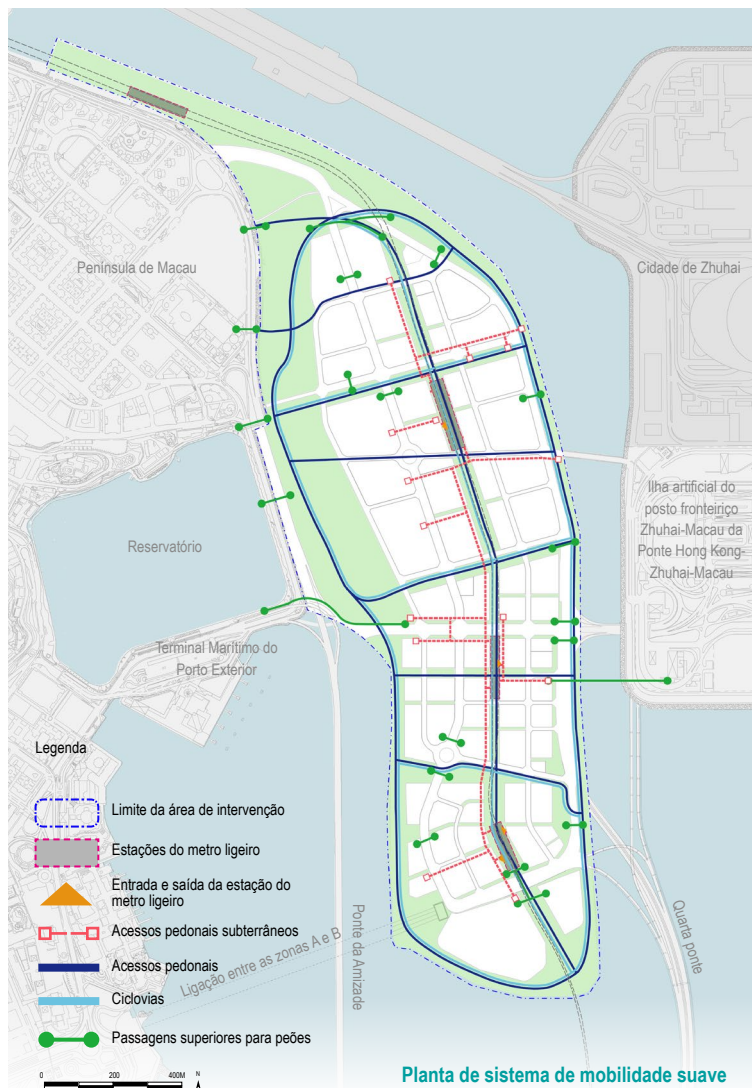 Península de Macau
Cidade de Zhuhai
Ilha artificial do
posto fronteiriço
Zhuhai-Macau da
Ponte Hong Kong-
Zhuhai-Macau
Reservatório
Terminal Marítimo do
Porto Exterior
Legenda
Limite da área de intervenção
Estações do metro ligeiro
Entrada e saída da estação do
metro ligeiro
Acessos pedonais subterrâneos
Acessos pedonais
Ciclovias
Passagens superiores para peões
Ligação entre as zonas A e B
Ponte da Amizade
Quarta ponte
0 200 400M N
Planta de sistema de mobilidade suave